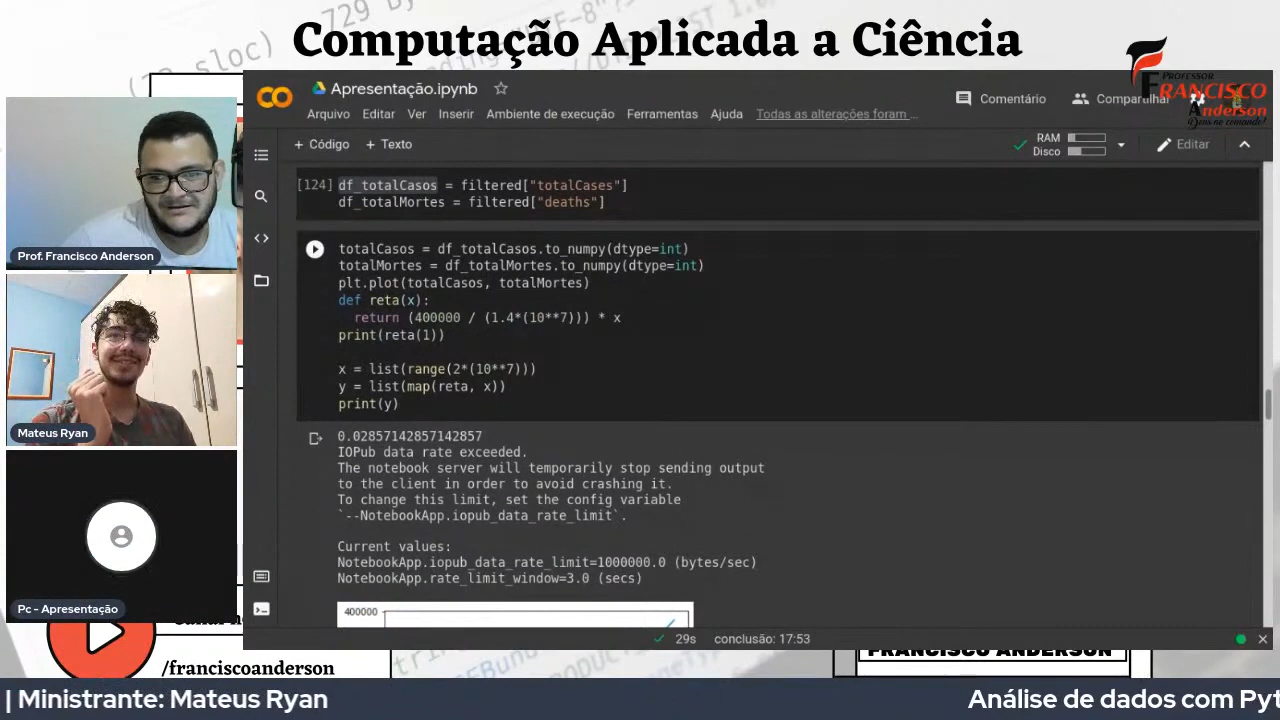 Computação Aplicada a Ciência
PROFESSOR
FRANCISCO
Anderson
Apresentação.ipynb
Comentário
Compartilhar
Arquivo Editar Ver Inserir Ambiente de execução Ferramentas Ajuda Todas as alterações foram ...
+ Código + Texto
RAM
Disco
Editar
[124] df_totalCasos = filtered["totalCases"]
df_totalMortes = filtered["deaths"]
totalCasos = df_totalCasos.to_numpy(dtype=int)
totalMortes = df_totalMortes.to_numpy(dtype=int)
plt.plot(totalCasos, totalMortes)
def reta(x):
return (400000 / (1.4*(10**7))) * x
print(reta(1))
x = list(range(2*(10**7)))
y = list(map(reta, x))
print(y)
0.02857142857142857
IOPub data rate exceeded.
The notebook server will temporarily stop sending output
to the client in order to avoid crashing it.
To change this limit, set the config variable
`--NotebookApp.iopub_data_rate_limit`.
Current values:
NotebookApp.iopub_data_rate_limit=1000000.0 (bytes/sec)
NotebookApp.rate_limit_window=3.0 (secs)
400000
29s conclusão: 17:53
Prof. Francisco Anderson
Mateus Ryan
Pc - Apresentação
/franciscoanderson
FRANCISCO ANDERSON
| Ministrante: Mateus Ryan
Análise de dados com Pyt